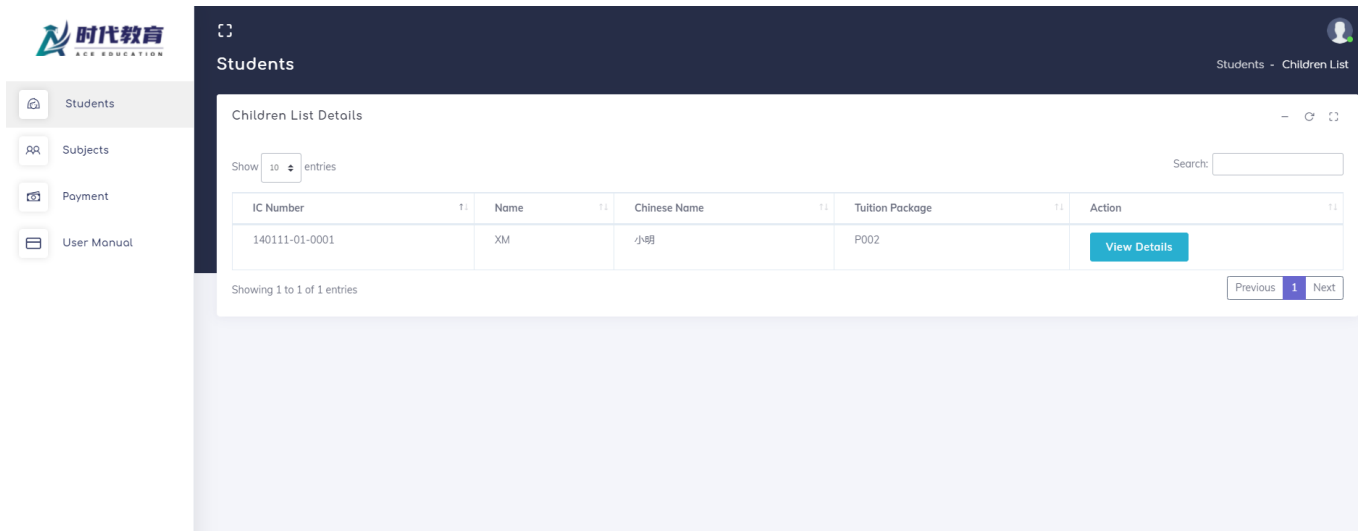 时代教育
ACE EDUCATION
Students
Students - Children List
Students
Subjects
Payment
User Manual
Children List Details
Show 10 entries
Search:
IC Number Name Chinese Name Tuition Package Action
140111-01-0001 XM 小明 P002 View Details
Showing 1 to 1 of 1 entries
Previous 1 Next